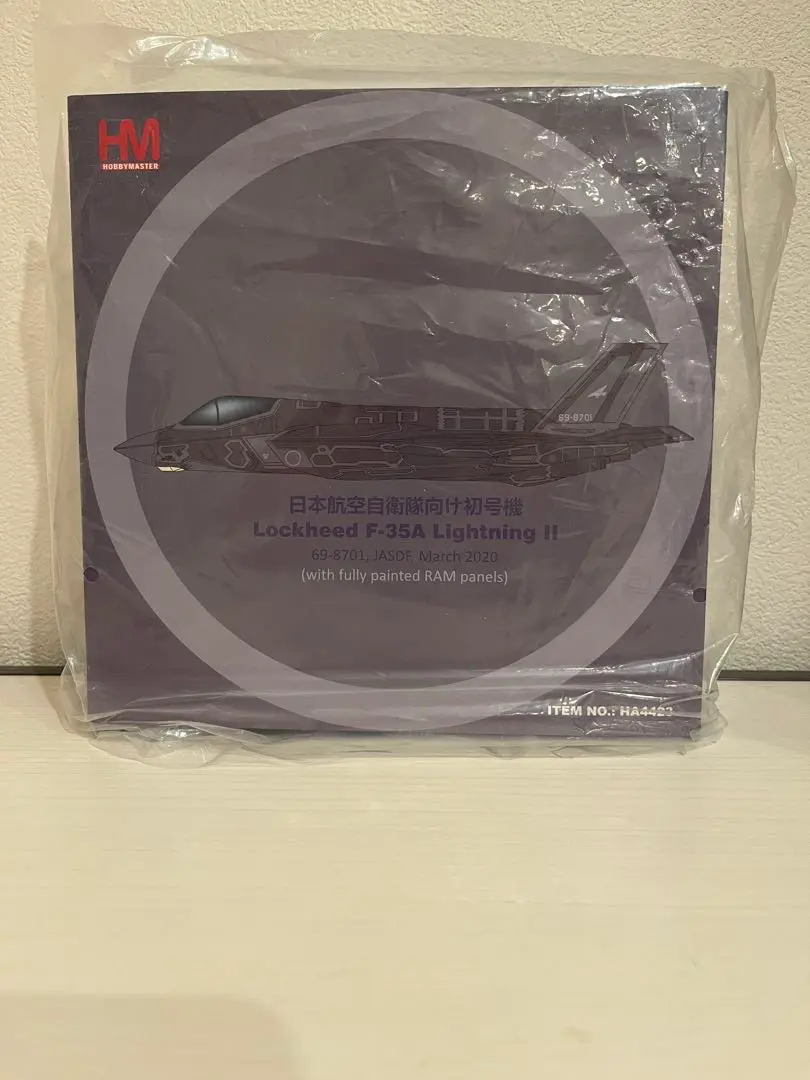 HM
HOBBYMASTER
69-8701
日本航空自衛隊向け初号機
Lockheed F-35A Lightning II
69-8701, JASDF, March 2020
(with fully painted RAM panels)
ITEM NO.: HA4423